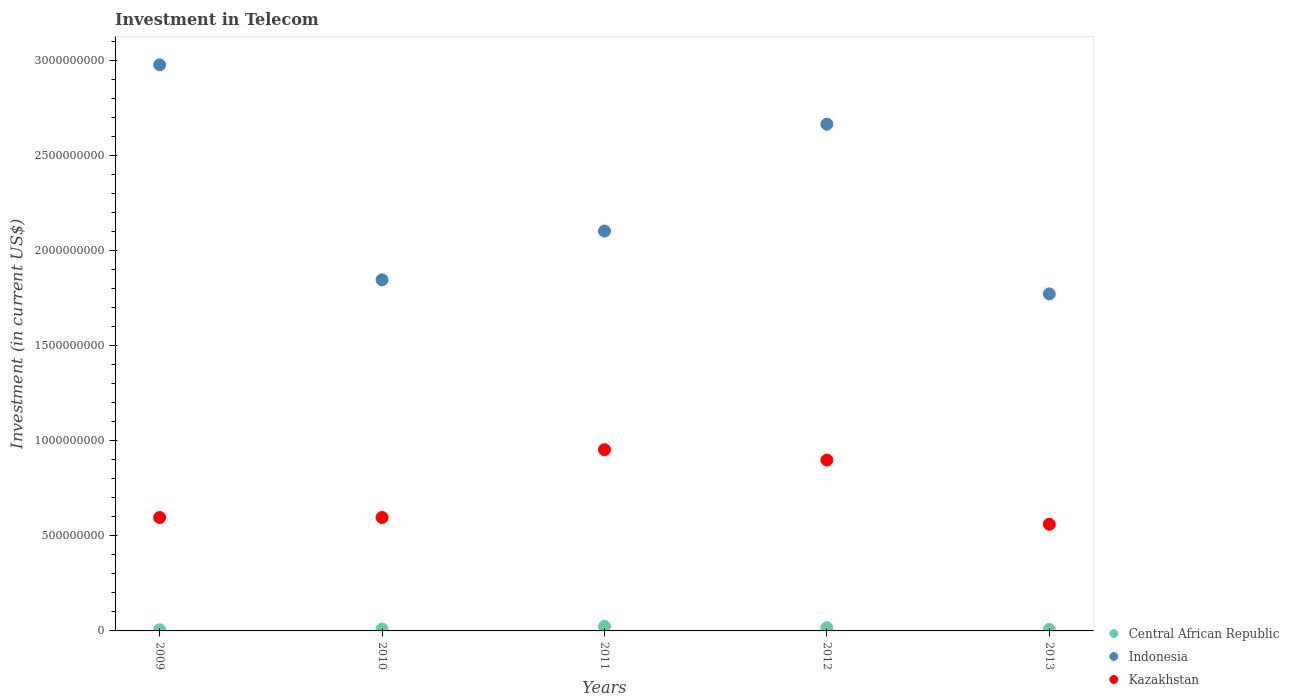 Investment in Telecom
Investment (in current US$)
3000000000
2500000000
2000000000
1500000000
1000000000
500000000
0
2009
2010
2011
2012
2013
Years
Central African Republic
Indonesia
Kazakhstan